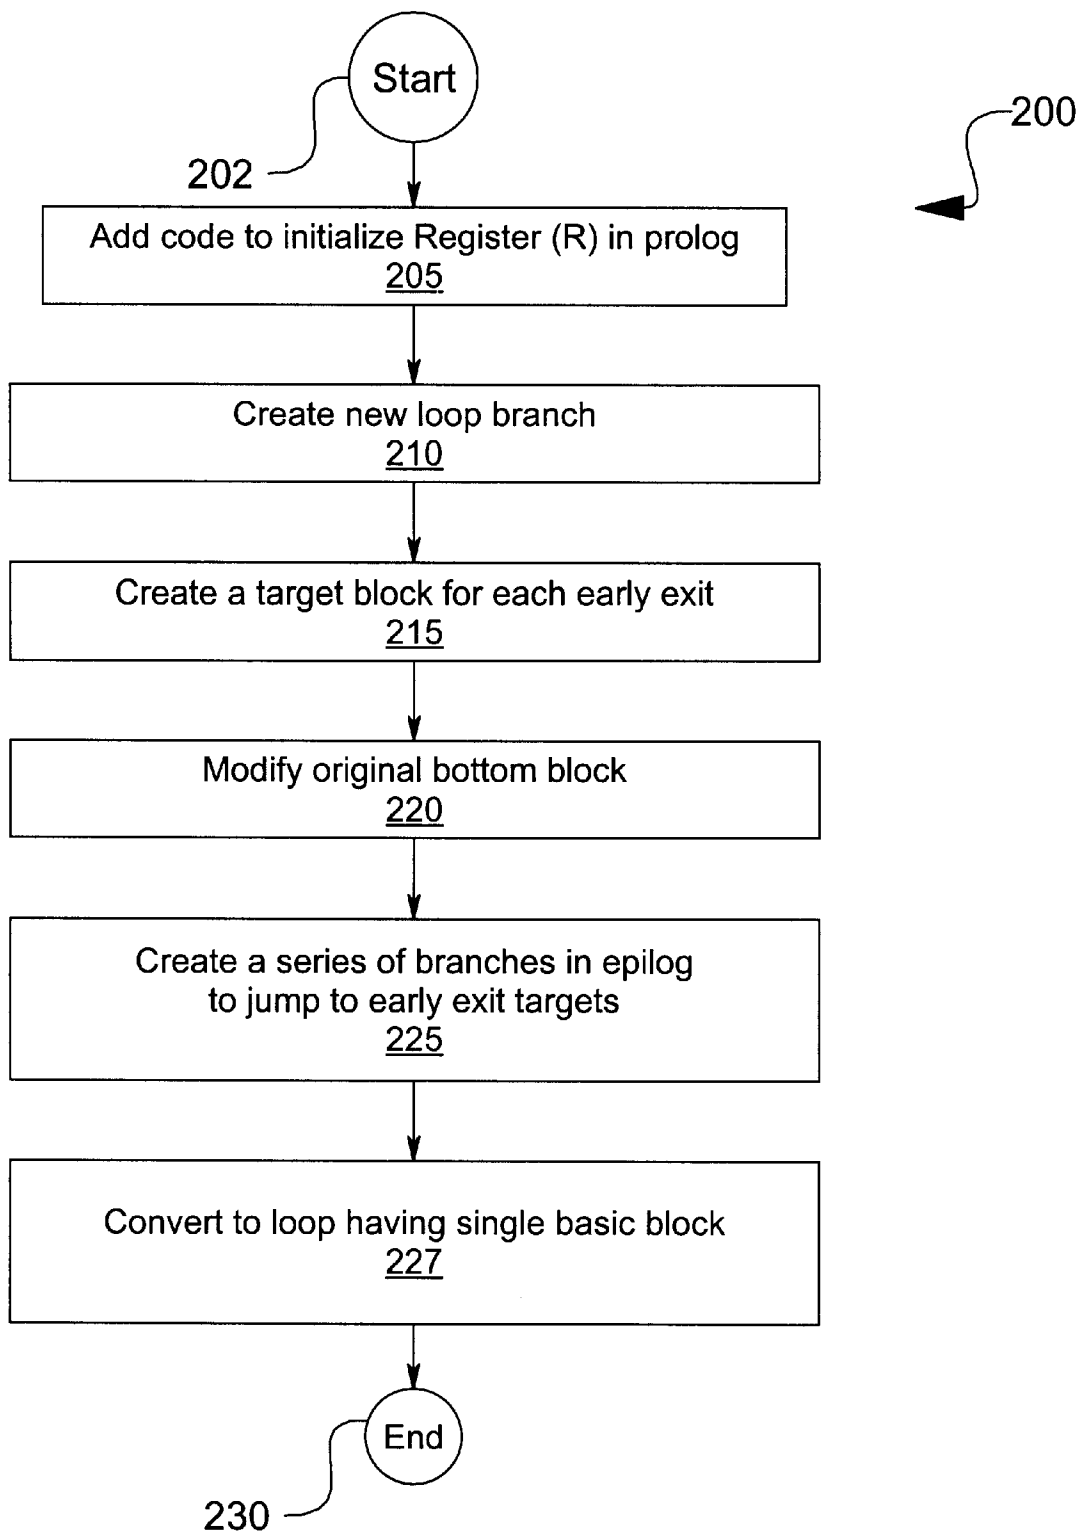 Start
200
202
Add code to initialize Register (R) in prolog
205
Create new loop branch
210
Create a target block for each early exit
215
Modify original bottom block
220
Create a series of branches in epilog
to jump to early exit targets
225
Convert to loop having single basic block
227
End
230